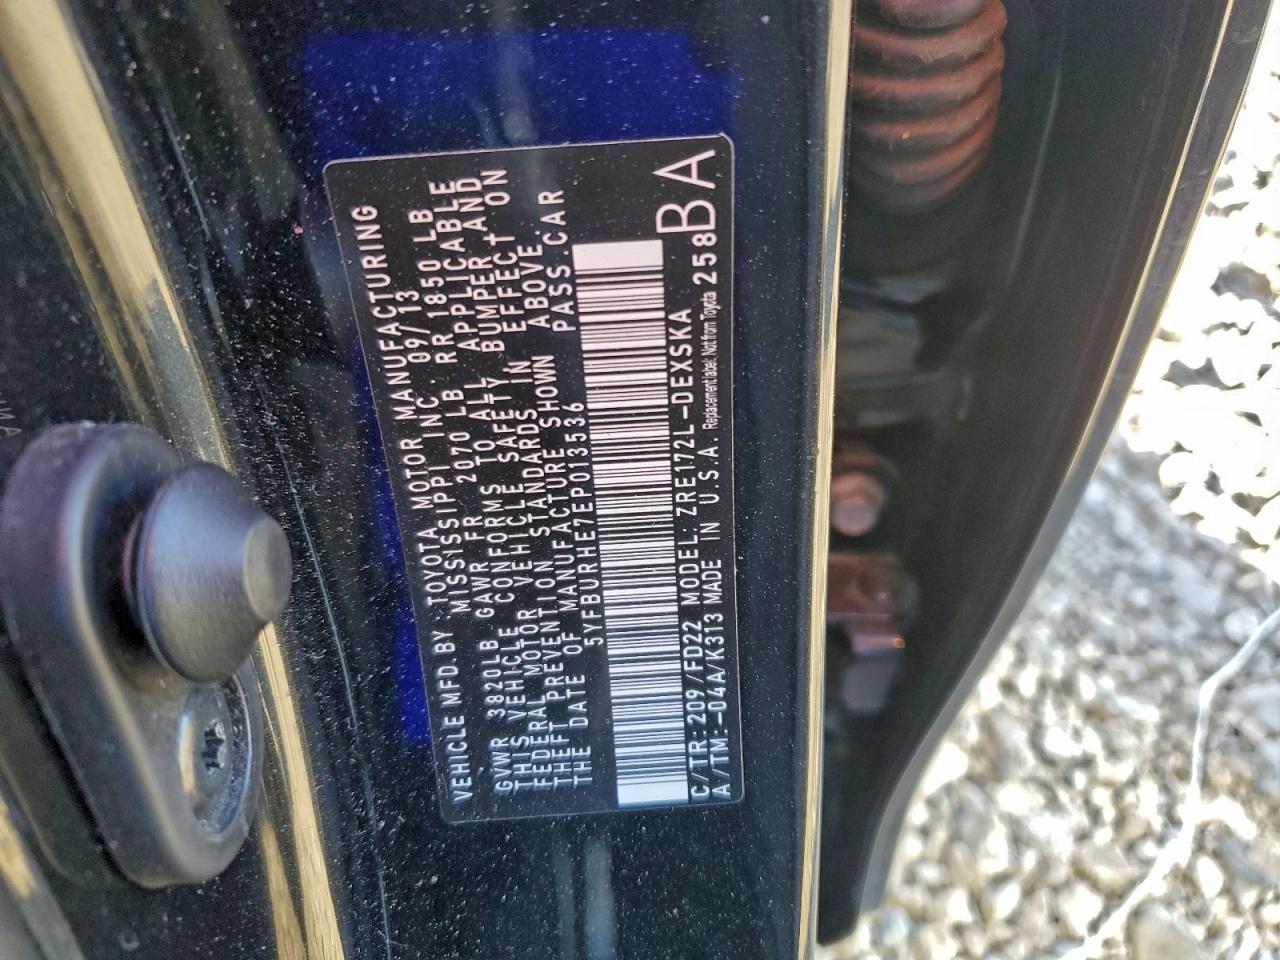 VEHICLE MFD BY : TOYOTA MOTOR MANUFACTURING
MISSISSIPPI INC. 09/13
GVWR 3820LB GAWR FR 2070 LB RR 1850 LB
THIS VEHICLE CONFORMS TO ALL APPLICABLE
FEDERAL MOTOR VEHICLE SAFETY, BUMPER AND
THEFT PREVENTION STANDARDS IN EFFECT ON
THE DATE OF MANUFACTURE SHOWN ABOVE.
5YFBURHE7EP013536 PASS.CAR
C/TR:209/FD22 MODEL: ZRE172L-DEXSKA
A/TM:-04A/K313 MADE IN U.S.A. Replacement label: Not from Toyota 258
BA